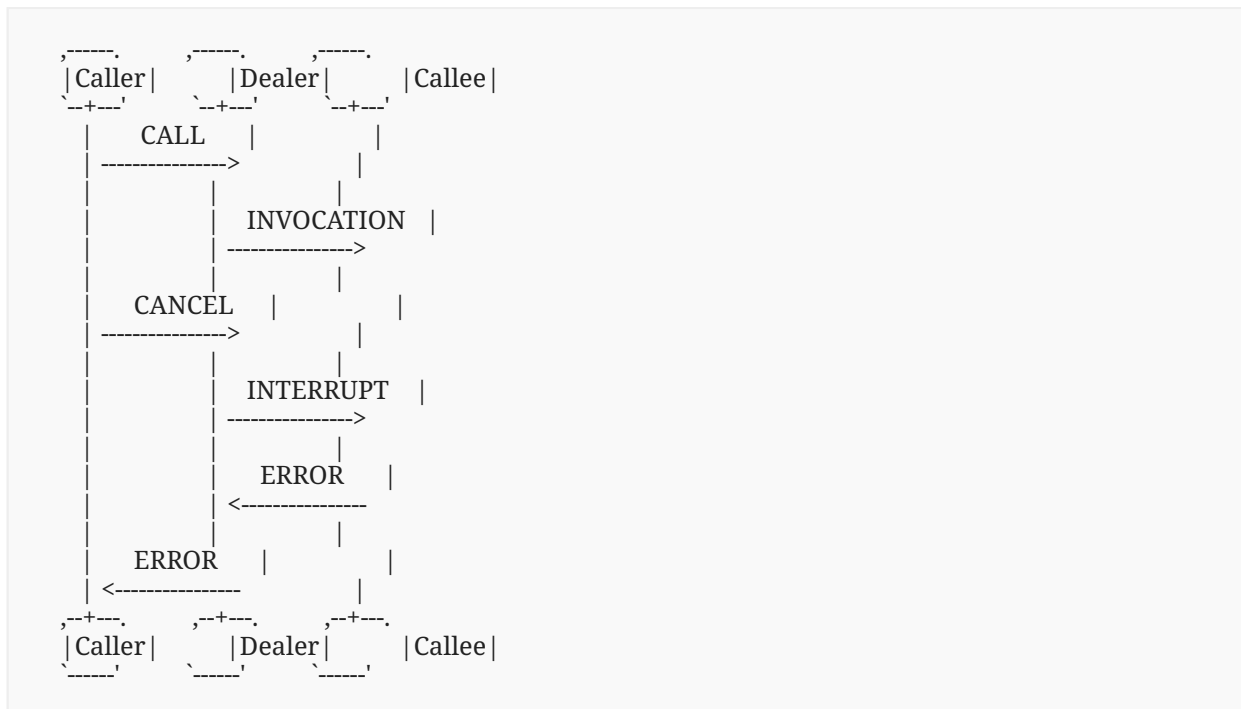 ,------.          ,------.          ,------.
|Caller|          |Dealer|          |Callee|
`--+---'          `--+---'          `--+---'
   |       CALL       |                  |
   | ---------------->                   |
   |                  |                  |
   |                  |    INVOCATION    |
   |                  | ---------------->
   |                  |                  |
   |      CANCEL      |                  |
   | ---------------->                   |
   |                  |                  |
   |                  |    INTERRUPT     |
   |                  | ---------------->
   |                  |                  |
   |                  |      ERROR       |
   |                  | <----------------
   |                  |                  |
   |      ERROR       |                  |
   | <----------------                   |
,--+---.          ,--+---.          ,--+---.
|Caller|          |Dealer|          |Callee|
`------'          `------'          `------'